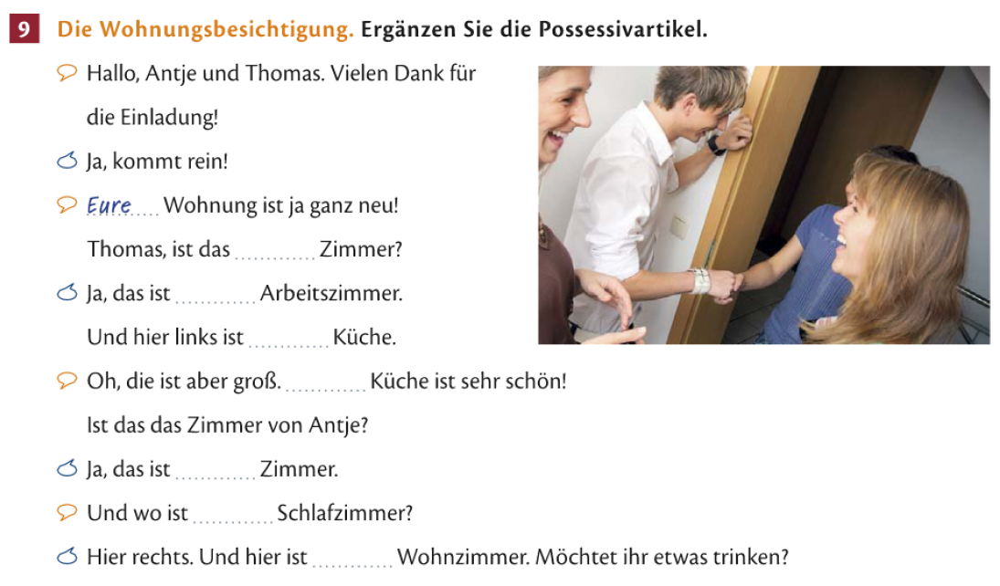 9 Die Wohnungsbesichtigung. Ergänzen Sie die Possessivartikel.
Hallo, Antje und Thomas. Vielen Dank für
die Einladung!
Ja, kommt rein!
Eure Wohnung ist ja ganz neu!
Thomas, ist das ............. Zimmer?
Ja, das ist ............. Arbeitszimmer.
Und hier links ist ............. Küche.
Oh, die ist aber groß. ............. Küche ist sehr schön!
Ist das das Zimmer von Antje?
Ja, das ist ............. Zimmer.
Und wo ist ............. Schlafzimmer?
Hier rechts. Und hier ist ............. Wohnzimmer. Möchtet ihr etwas trinken?